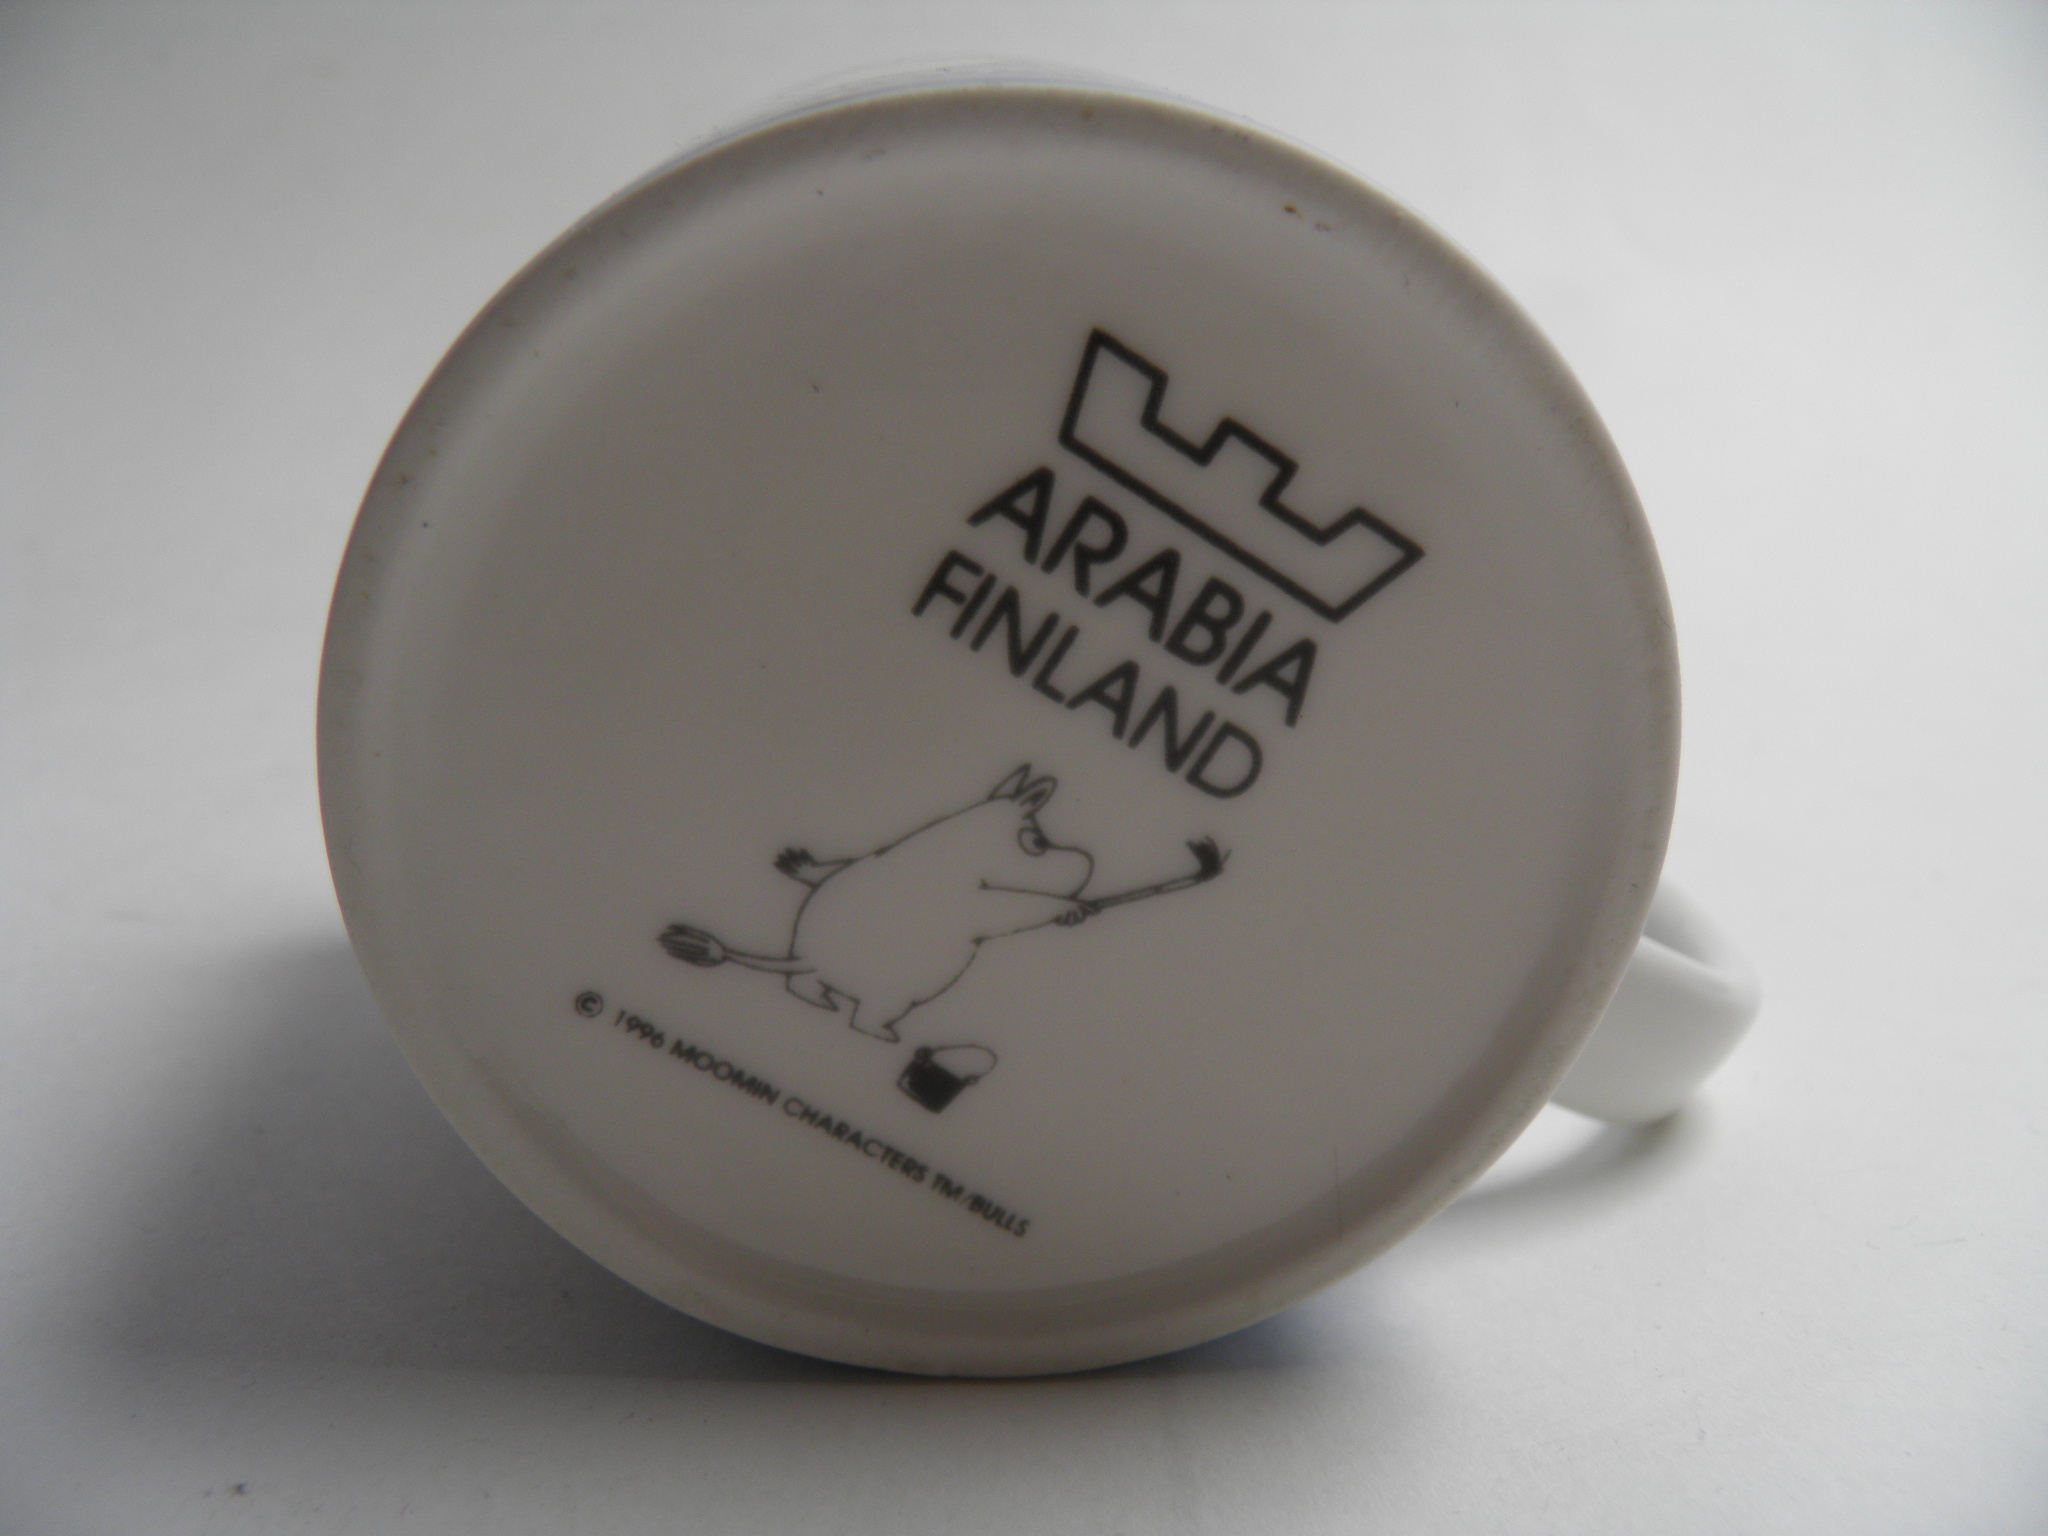 ARABIA
FINLAND
© 1996 MOOMIN CHARACTERS TM/BULLS